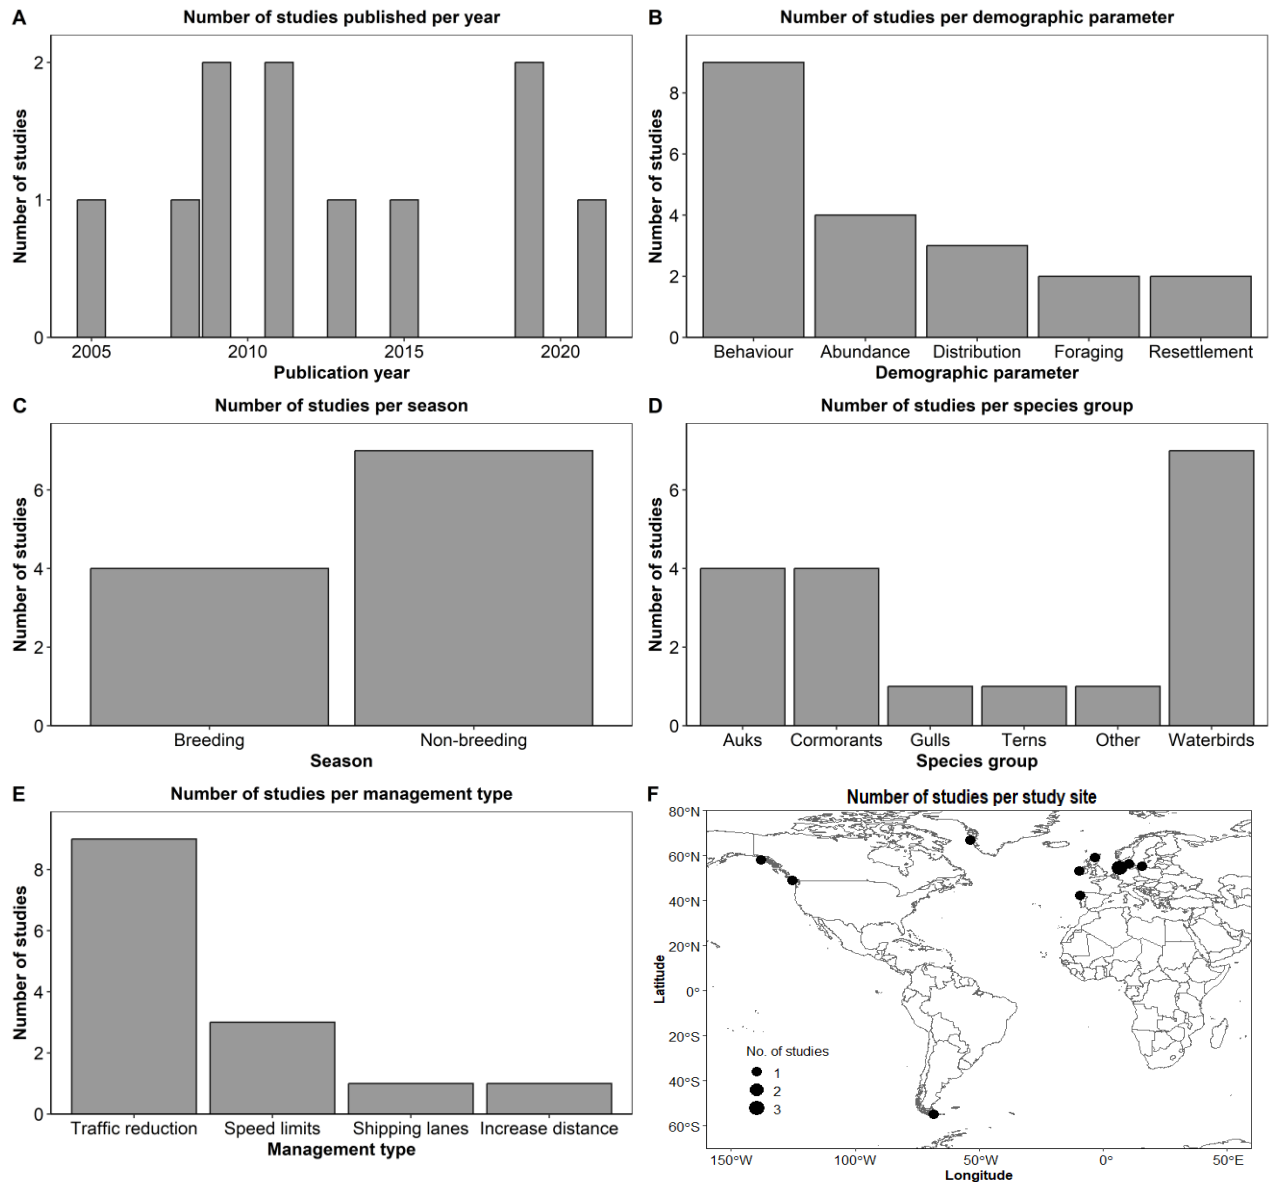 A Number of studies published per year
Number of studies
2
1
0
2005 2010 2015 2020
Publication year
B Number of studies per demographic parameter
Number of studies
8
6
4
2
0
Behaviour Abundance Distribution Foraging Resettlement
Demographic parameter
C Number of studies per season
Number of studies
6
4
2
0
Breeding Non-breeding
Season
D Number of studies per species group
Number of studies
6
4
2
0
Auks Cormorants Gulls Terns Other Waterbirds
Species group
E Number of studies per management type
Number of studies
8
6
4
2
0
Traffic reduction Speed limits Shipping lanes Increase distance
Management type
F Number of studies per study site
Latitude
80°N
60°N
40°N
20°N
0°
20°S
40°S
60°S
No. of studies
1
2
3
150°W 100°W 50°W 0° 50°E
Longitude